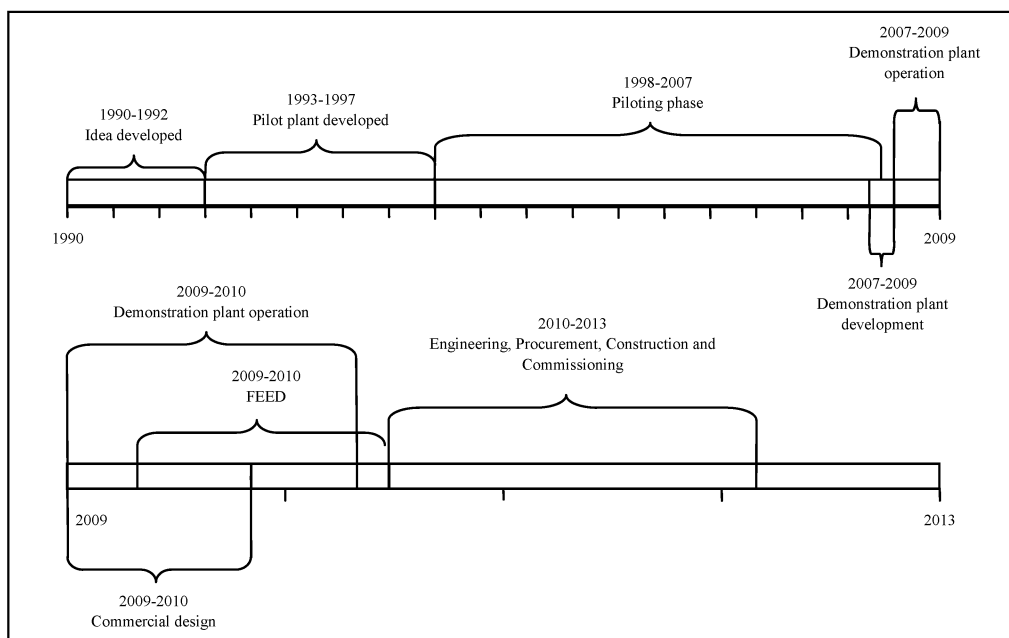 2007-2009
Demonstration plant
operation
1998-2007
Piloting phase
1993-1997
Pilot plant developed
1990-1992
Idea developed
1990
2009
2007-2009
Demonstration plant
development
2009-2010
Demonstration plant operation
2010-2013
Engineering, Procurement, Construction and
Commissioning
2009-2010
FEED
2009
2013
2009-2010
Commercial design